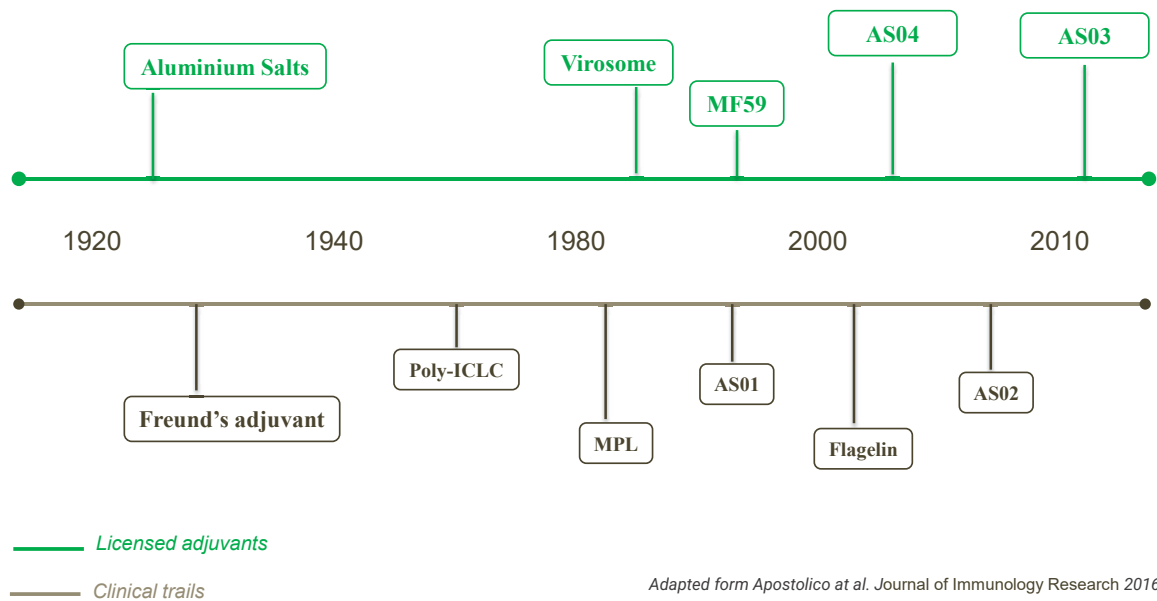 AS04
AS03
Aluminium Salts
Virosome
MF59
1920
1940
1980
2000
2010
Poly-ICLC
AS01
AS02
Freund's adjuvant
MPL
Flagelin
Licensed adjuvants
Clinical trails
Adapted form Apostolico at al. Journal of Immunology Research 2016